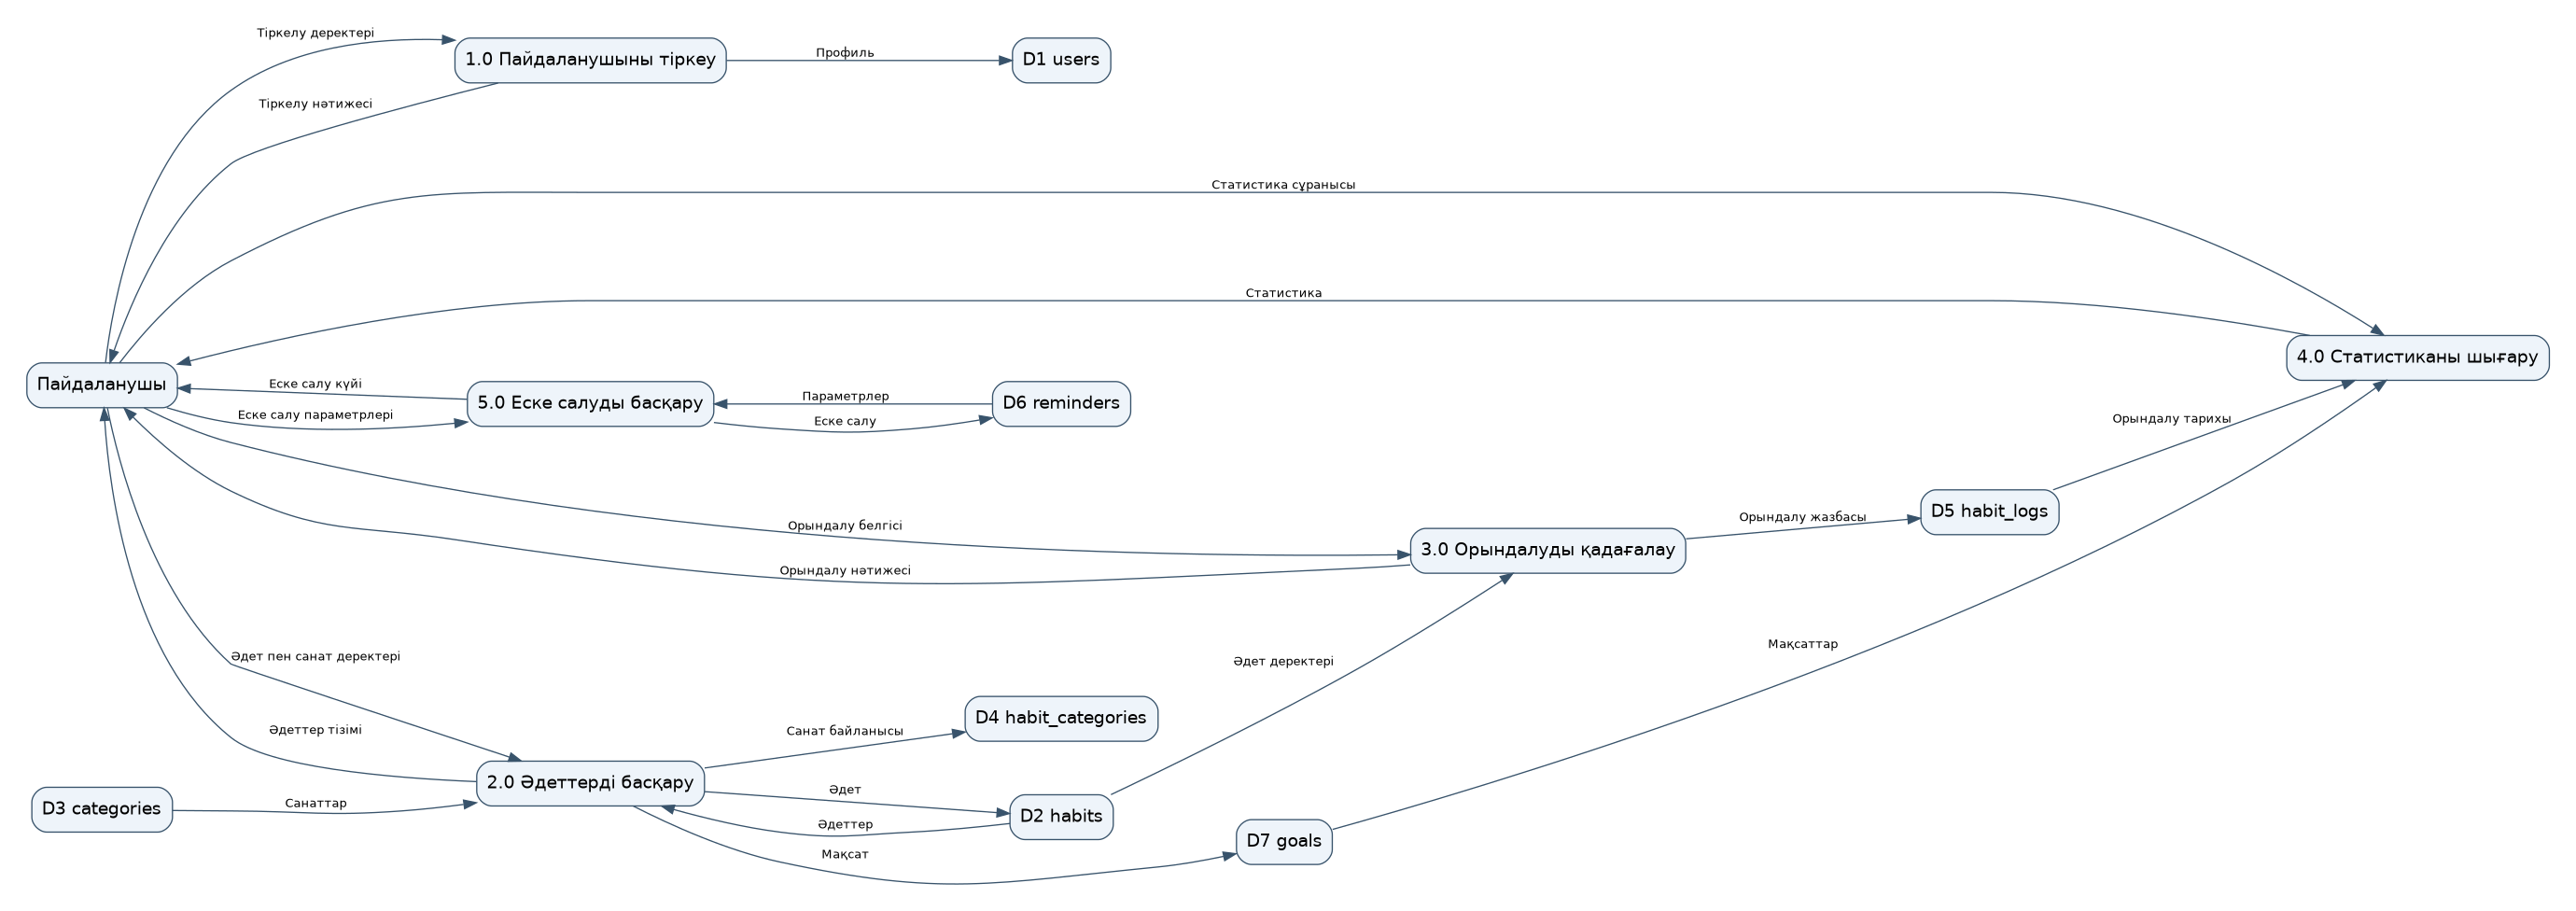 Тіркелу деректері
1.0 Пайдаланушыны тіркеу
Профиль
D1 users
Тіркелу нәтижесі
Статистика сұранысы
Статистика
4.0 Статистиканы шығару
Пайдаланушы
Еске салу күйі
Еске салу параметрлері
5.0 Еске салуды басқару
Параметрлер
Еске салу
D6 reminders
Орындалу тарихы
Орындалу белгісі
Орындалу нәтижесі
3.0 Орындалуды қадағалау
Орындалу жазбасы
D5 habit_logs
Әдет пен санат деректері
Әдет деректері
Мақсаттар
Әдеттер тізімі
Санат байланысы
D4 habit_categories
2.0 Әдеттерді басқару
D3 categories
Санаттар
Әдет
Әдеттер
D2 habits
Мақсат
D7 goals